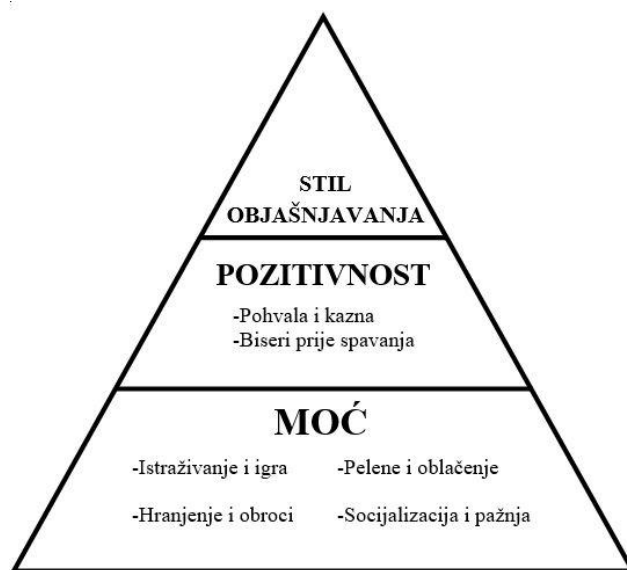 STIL
OBJAŠNJAVANJA
POZITIVNOST
-Pohvala i kazna
-Biseri prije spavanja
MOĆ
-Istraživanje i igra
-Pelene i oblačenje
-Hranjenje i obroci
-Socijalizacija i pažnja